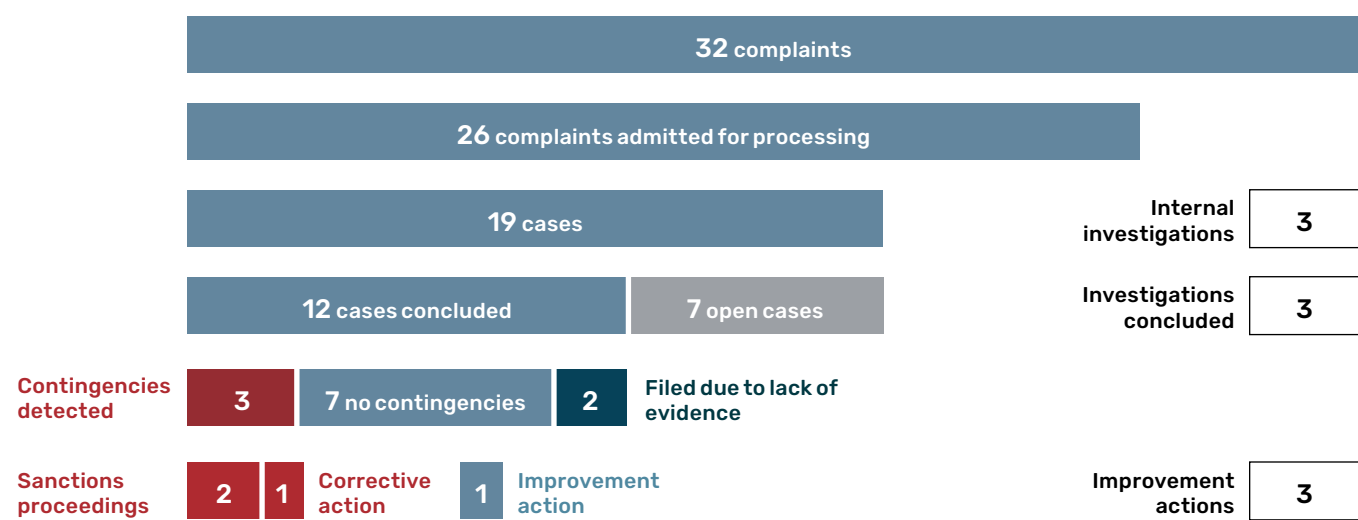 32 complaints
26 complaints admitted for processing
19 cases
Internal
investigations
3
12 cases concluded
7 open cases
Investigations
concluded
3
Contingencies
detected
3
7 no contingencies
2
Filed due to lack of
evidence
Sanctions
proceedings
2
1
Corrective
action
1
Improvement
action
Improvement
actions
3